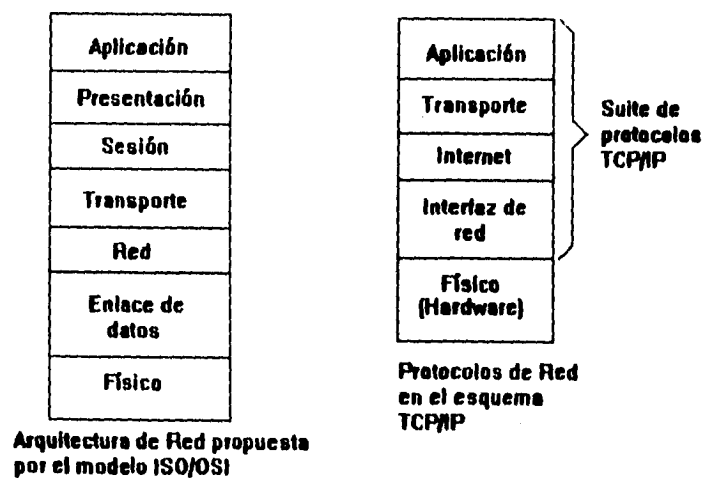 Aplicación
Presentación
Sesión
Transporte
Red
Enlace de
datos
Físico
Arquitectura de Red propuesta
por el modelo ISO/OSI
Aplicación
Transporte
Internet
Interfaz de
red
Físico
(Hardware)
Protocolos de Red
en el esquema
TCP/IP
Suite de
protocolos
TCP/IP